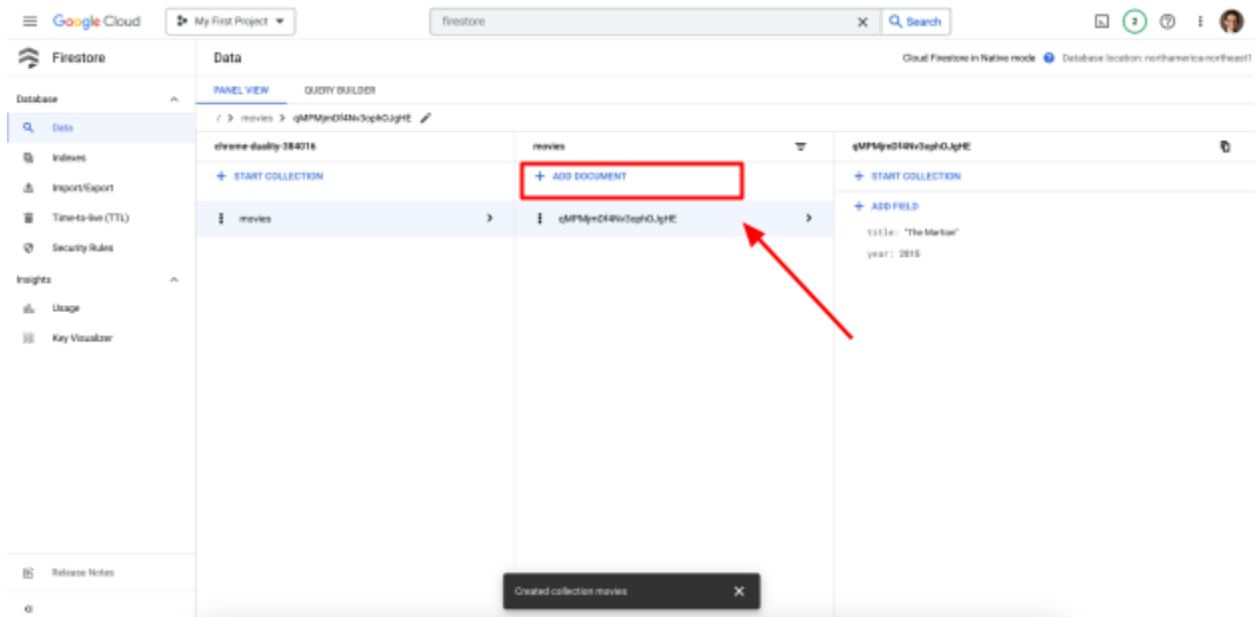 Google Cloud My First Project firestore Search 2
Firestore Data Cloud Firestore in Native mode Database location: northamerica-northeast1
Database PANEL VIEW QUERY BUILDER
/ > movies >
Data
chrome-duality-384016 movies
Indexes + START COLLECTION + ADD DOCUMENT + START COLLECTION
Import/Export + ADD FIELD
Time-to-live (TTL) movies
title: "The Martian"
Security Rules
year: 2015
Insights
Usage
Key Visualizer
Release Notes
Created collection movies